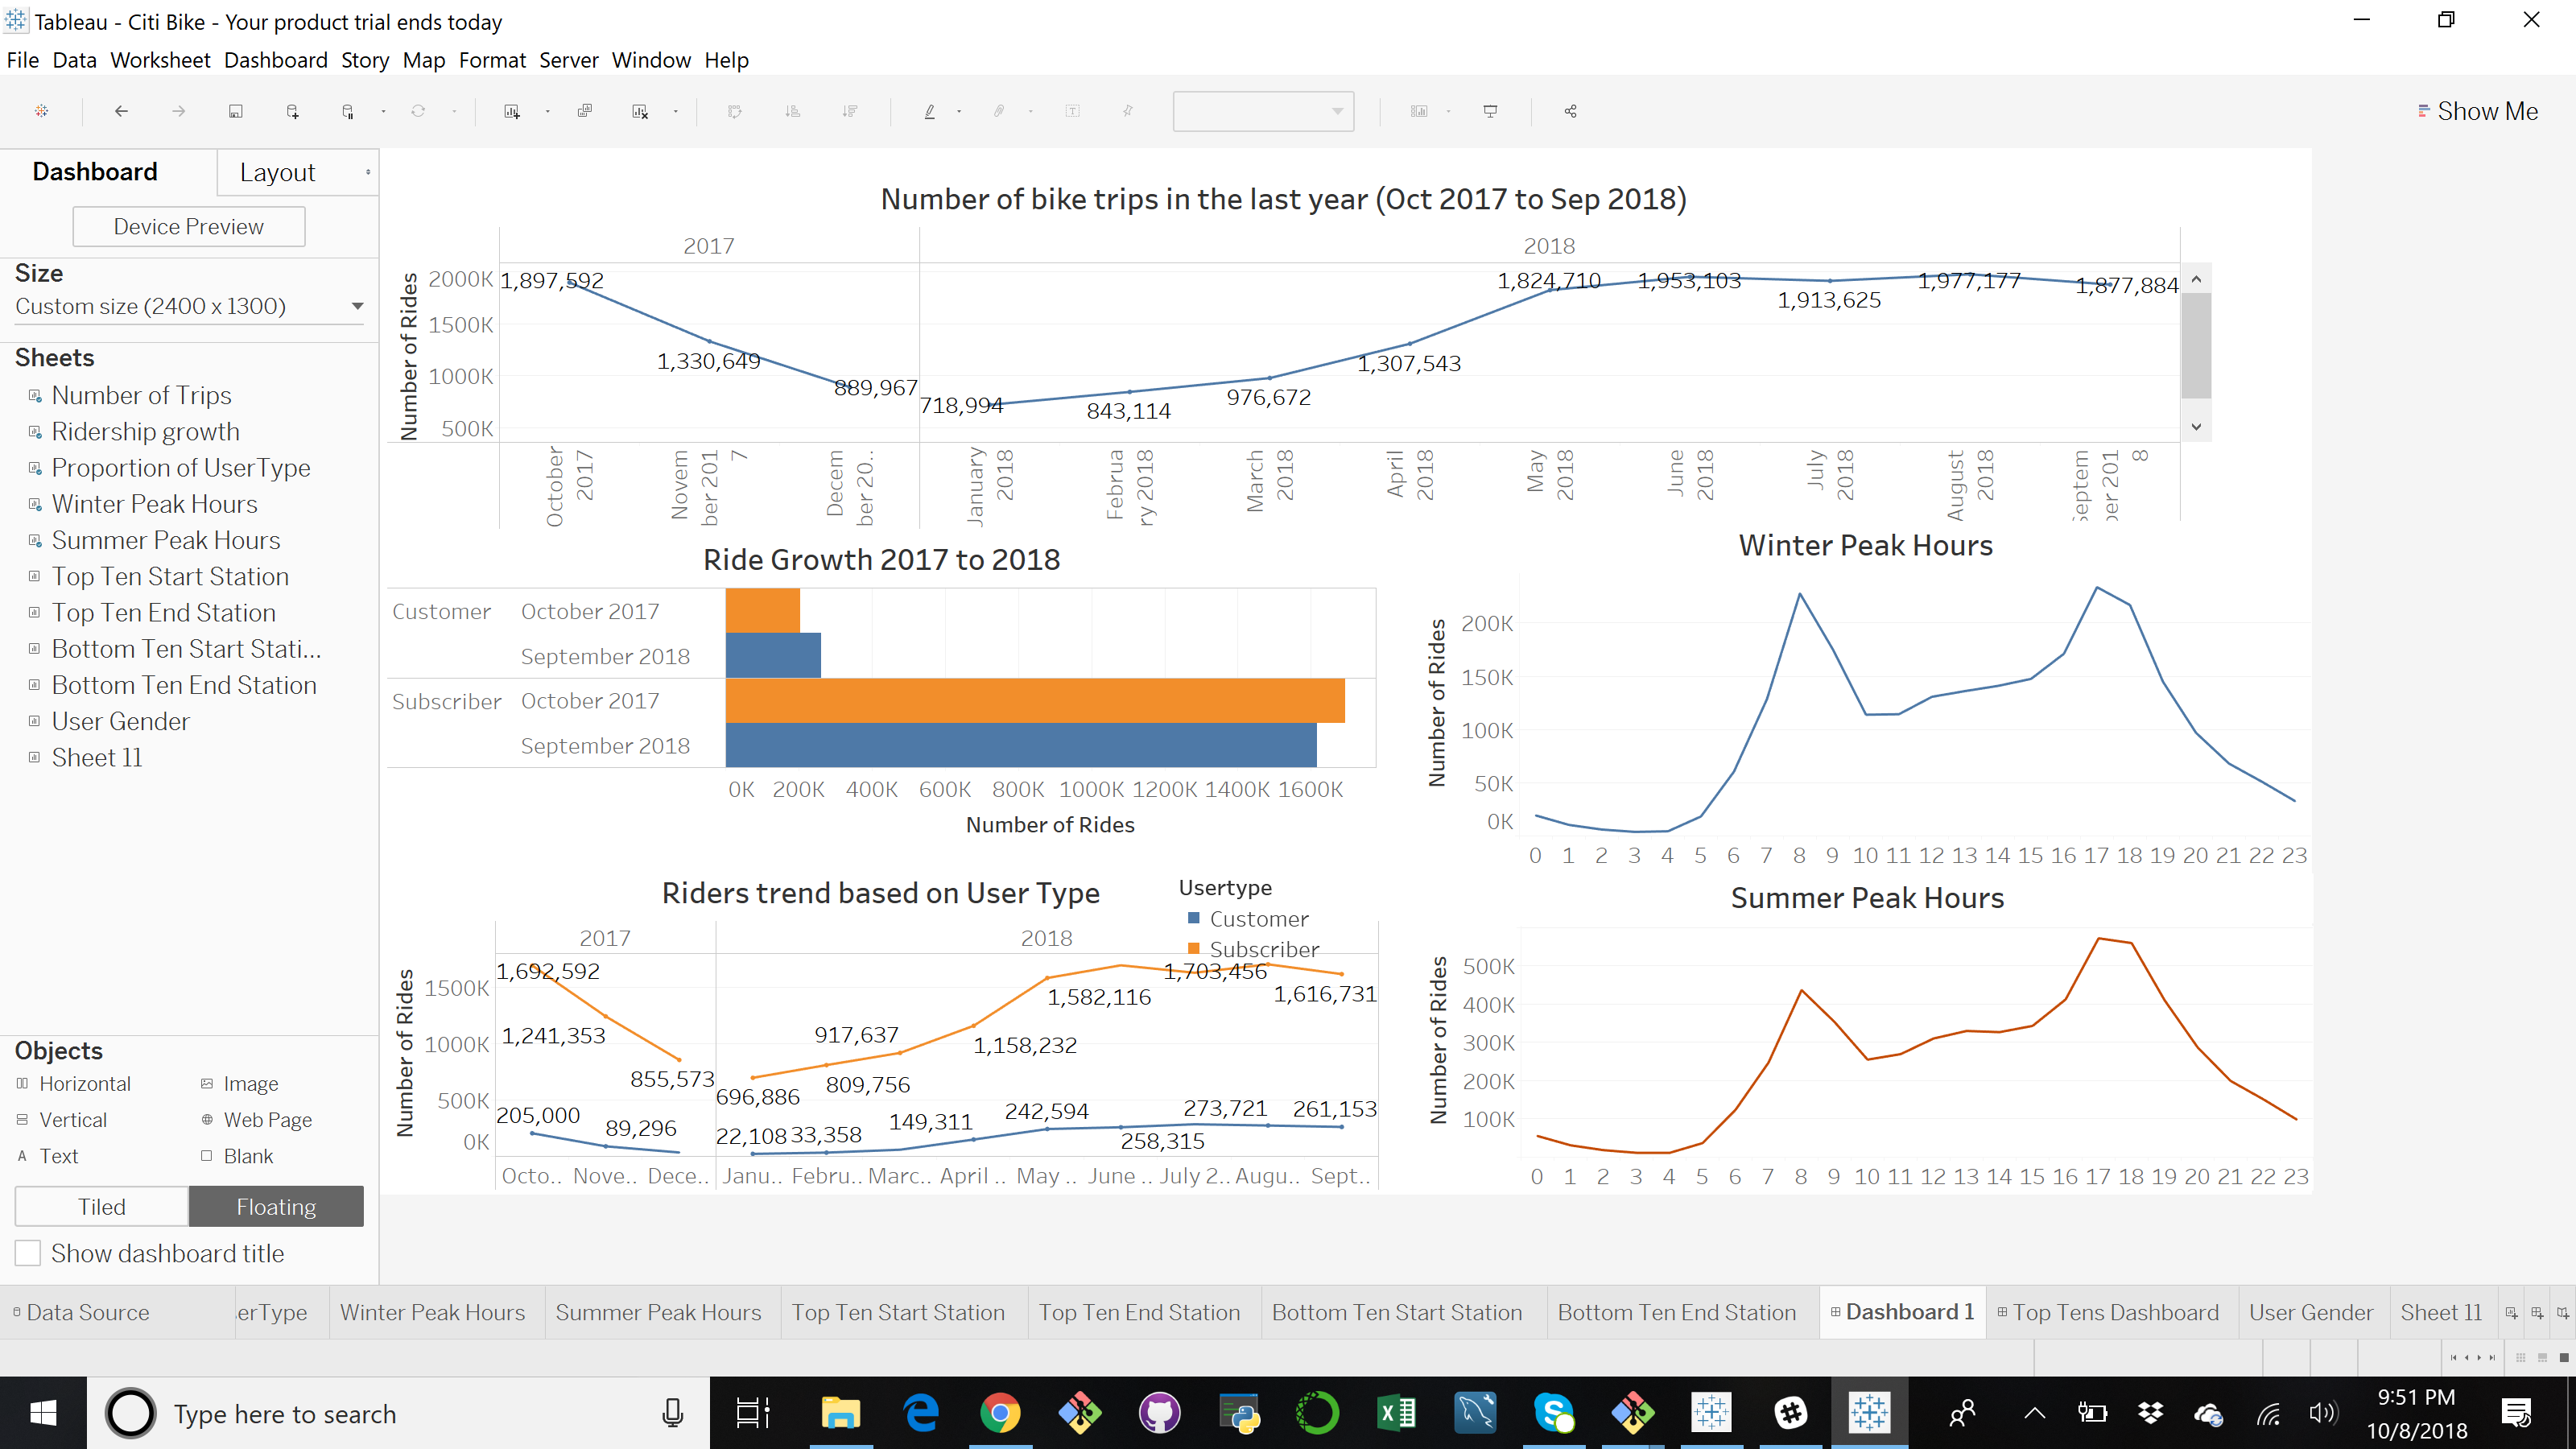 Tableau - Citi Bike - Your product trial ends today
File Data Worksheet Dashboard Story Map Format Server Window Help
Show Me
Dashboard
Layout
Device Preview
Size
Custom size (2400 x 1300)
Sheets
Number of Trips
Ridership growth
Proportion of UserType
Winter Peak Hours
Summer Peak Hours
Top Ten Start Station
Top Ten End Station
Bottom Ten Start Stati...
Bottom Ten End Station
User Gender
Sheet 11
Objects
Horizontal Image
Vertical Web Page
Text Blank
Tiled Floating
Show dashboard title
Number of bike trips in the last year (Oct 2017 to Sep 2018)
2017 2018
Number of Rides
2000K
1500K
1000K
500K
1,897,592
1,330,649
889,967
718,994
843,114
976,672
1,307,543
1,824,710
1,953,103
1,913,625
1,977,177
1,877,884
October
2017
Novem
ber 201
7
Decem
ber 20..
January
2018
Februa
ry 2018
March
2018
April
2018
May
2018
June
2018
July
2018
August
2018
Septem
ber 201
8
Ride Growth 2017 to 2018
Customer October 2017
September 2018
Subscriber October 2017
September 2018
0K 200K 400K 600K 800K 1000K 1200K 1400K 1600K
Number of Rides
Winter Peak Hours
Number of Rides
200K
150K
100K
50K
0K
0 1 2 3 4 5 6 7 8 9 10 11 12 13 14 15 16 17 18 19 20 21 22 23
Riders trend based on User Type
Usertype
Customer
Subscriber
2017 2018
Number of Rides
1500K
1000K
500K
0K
1,692,592
1,241,353
855,573
696,886
809,756
917,637
1,158,232
1,582,116
1,703,456
1,616,731
205,000
89,296
22,108
33,358
149,311
242,594
258,315
273,721
261,153
Octo.. Nove.. Dece.. Janu.. Febru.. Marc.. April .. May .. June .. July 2.. Augu.. Sept..
Summer Peak Hours
Number of Rides
500K
400K
300K
200K
100K
0 1 2 3 4 5 6 7 8 9 10 11 12 13 14 15 16 17 18 19 20 21 22 23
Data Source erType Winter Peak Hours Summer Peak Hours Top Ten Start Station Top Ten End Station Bottom Ten Start Station Bottom Ten End Station Dashboard 1 Top Tens Dashboard User Gender Sheet 11
Type here to search
9:51 PM
10/8/2018